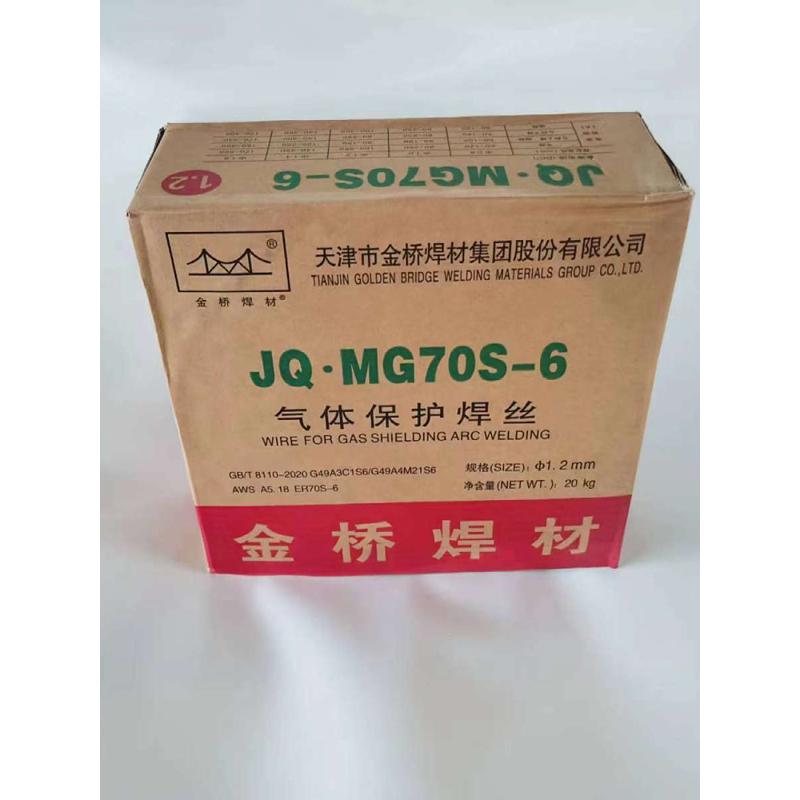 JQ·MG70S-6
1.2
®
金桥焊材®
天津市金桥焊材集团股份有限公司
TIANJIN GOLDEN BRIDGE WELDING MATERIALS GROUP CO.,LTD.
JQ·MG70S-6
气体保护焊丝
WIRE FOR GAS SHIELDING ARC WELDING
GB/T 8110-2020 G49A3C1S6/G49A4M21S6
AWS A5.18 ER70S-6
规格(SIZE): Φ1.2mm
净含量(NET WT.): 20 kg
金桥焊材